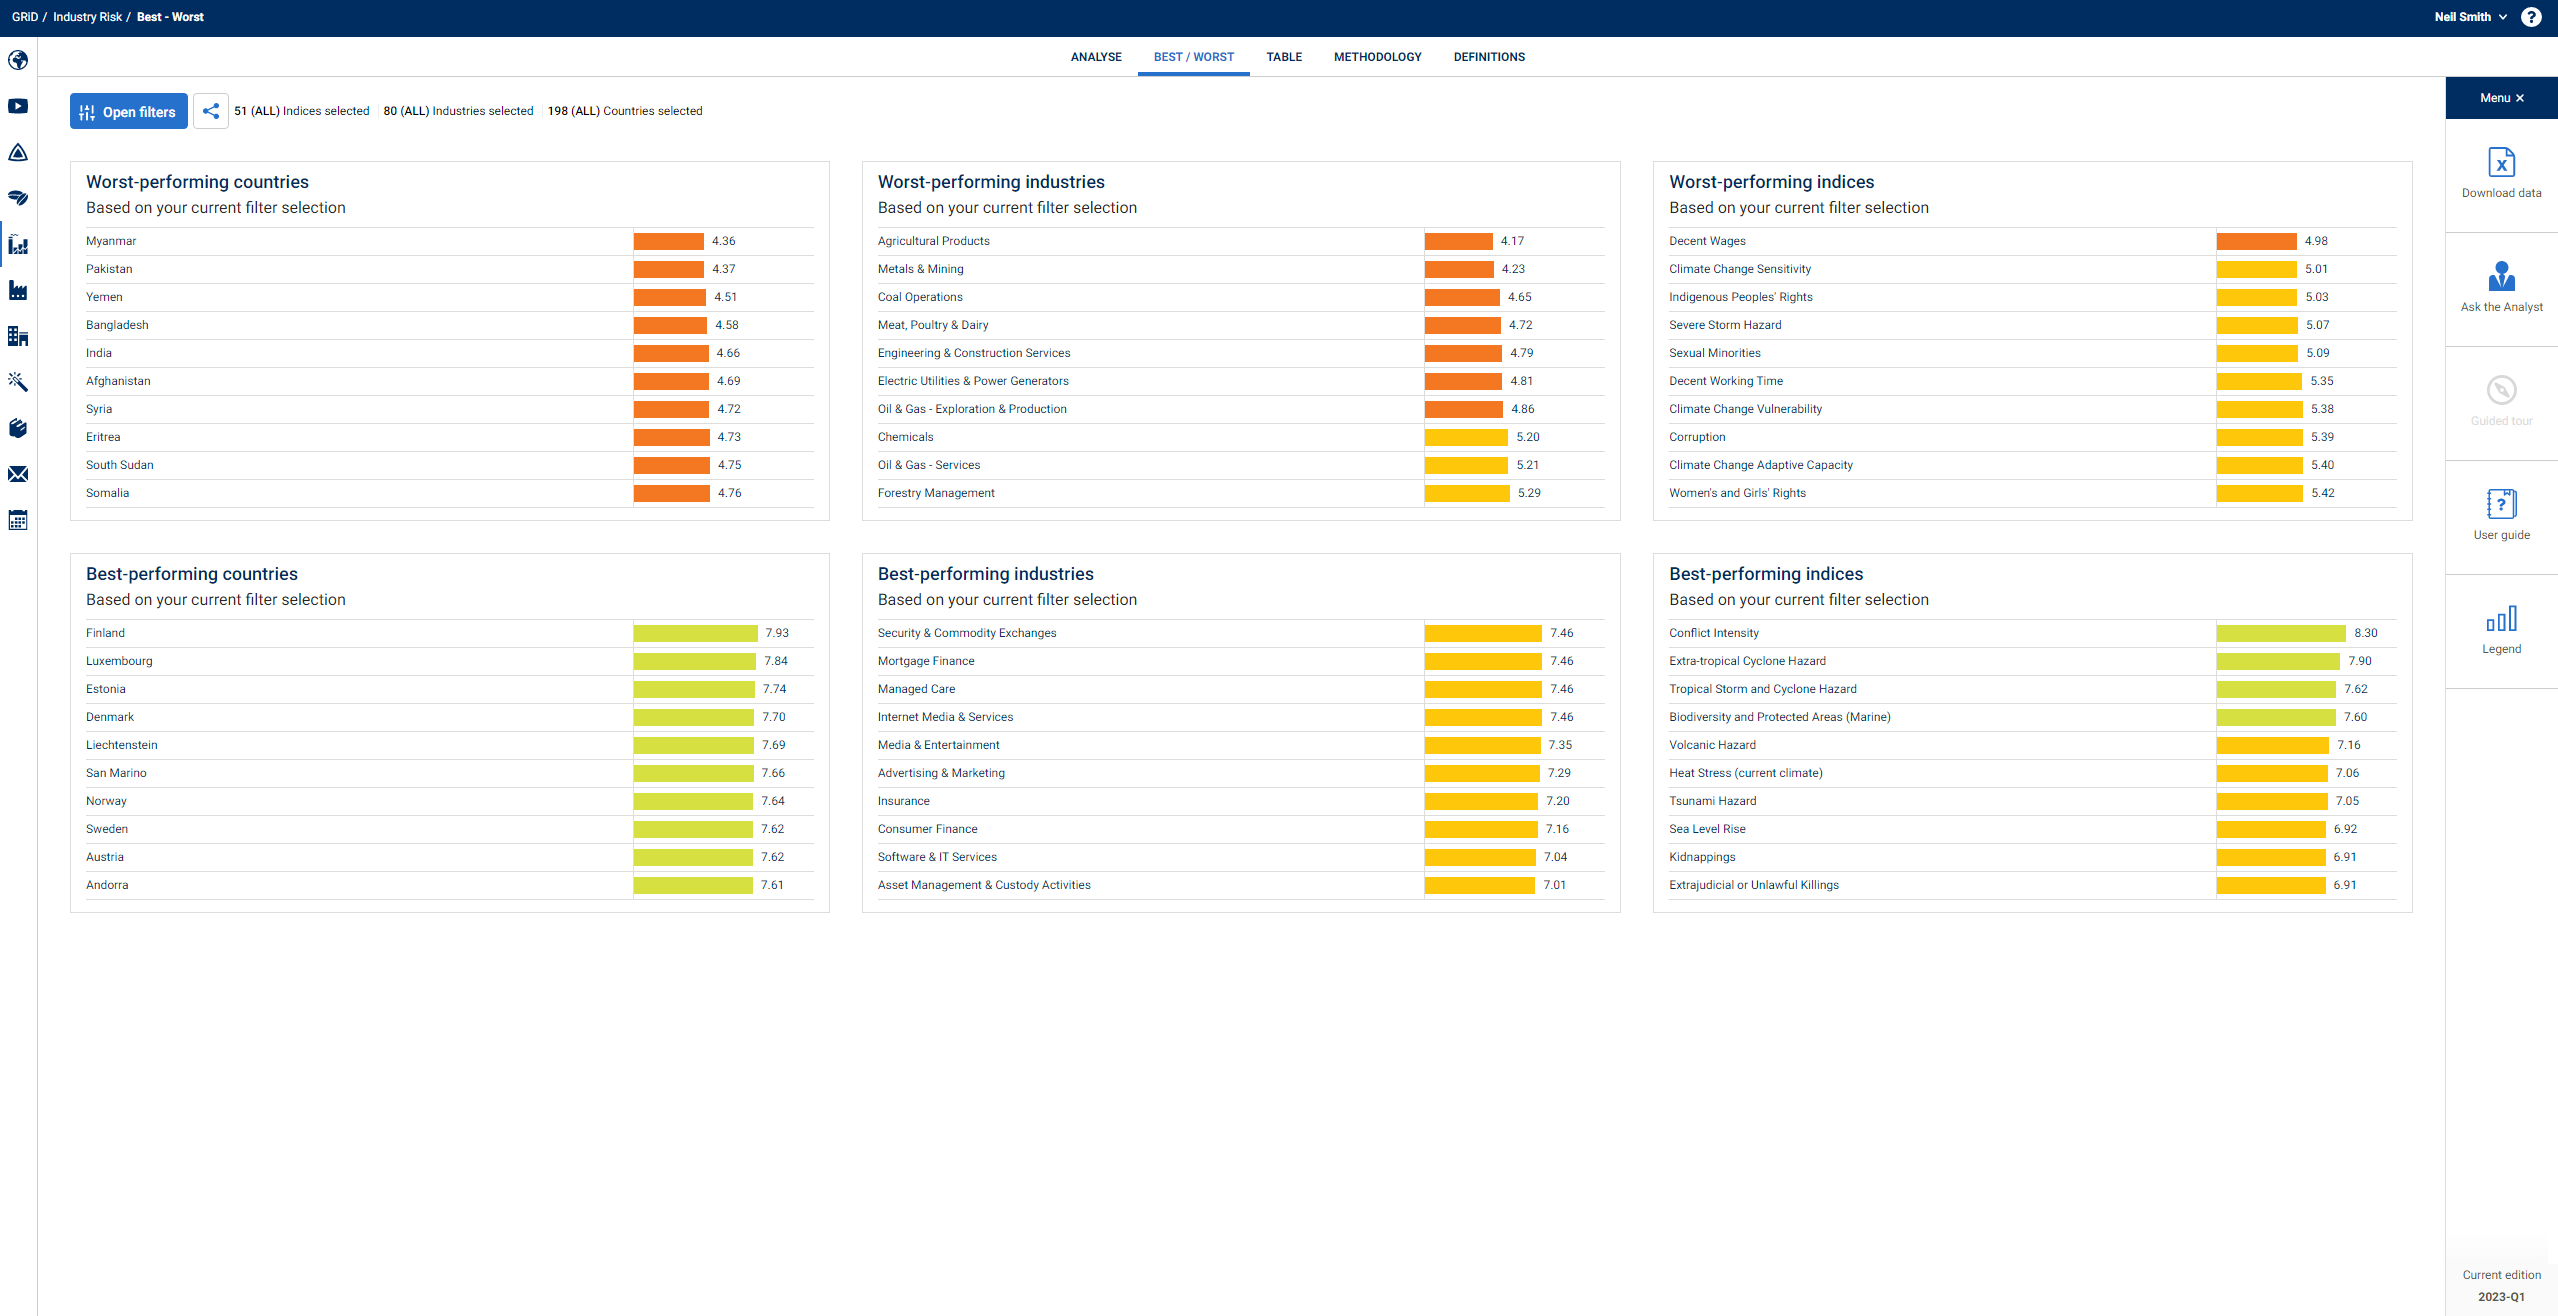 GRiD / Industry Risk / Best - Worst
Neil Smith
?
ANALYSE
BEST / WORST
TABLE
METHODOLOGY
DEFINITIONS
Open filters
51 (ALL) Indices selected
80 (ALL) Industries selected
198 (ALL) Countries selected
Worst-performing countries
Based on your current filter selection
Myanmar 4.36
Pakistan 4.37
Yemen 4.51
Bangladesh 4.58
India 4.66
Afghanistan 4.69
Syria 4.72
Eritrea 4.73
South Sudan 4.75
Somalia 4.76
Worst-performing industries
Based on your current filter selection
Agricultural Products 4.17
Metals & Mining 4.23
Coal Operations 4.65
Meat, Poultry & Dairy 4.72
Engineering & Construction Services 4.79
Electric Utilities & Power Generators 4.81
Oil & Gas - Exploration & Production 4.86
Chemicals 5.20
Oil & Gas - Services 5.21
Forestry Management 5.29
Worst-performing indices
Based on your current filter selection
Decent Wages 4.98
Climate Change Sensitivity 5.01
Indigenous Peoples' Rights 5.03
Severe Storm Hazard 5.07
Sexual Minorities 5.09
Decent Working Time 5.35
Climate Change Vulnerability 5.38
Corruption 5.39
Climate Change Adaptive Capacity 5.40
Women's and Girls' Rights 5.42
Best-performing countries
Based on your current filter selection
Finland 7.93
Luxembourg 7.84
Estonia 7.74
Denmark 7.70
Liechtenstein 7.69
San Marino 7.66
Norway 7.64
Sweden 7.62
Austria 7.62
Andorra 7.61
Best-performing industries
Based on your current filter selection
Security & Commodity Exchanges 7.46
Mortgage Finance 7.46
Managed Care 7.46
Internet Media & Services 7.46
Media & Entertainment 7.35
Advertising & Marketing 7.29
Insurance 7.20
Consumer Finance 7.16
Software & IT Services 7.04
Asset Management & Custody Activities 7.01
Best-performing indices
Based on your current filter selection
Conflict Intensity 8.30
Extra-tropical Cyclone Hazard 7.90
Tropical Storm and Cyclone Hazard 7.62
Biodiversity and Protected Areas (Marine) 7.60
Volcanic Hazard 7.16
Heat Stress (current climate) 7.06
Tsunami Hazard 7.05
Sea Level Rise 6.92
Kidnappings 6.91
Extrajudicial or Unlawful Killings 6.91
Menu ×
X
Download data
Ask the Analyst
Guided tour
?
User guide
Legend
Current edition
2023-Q1